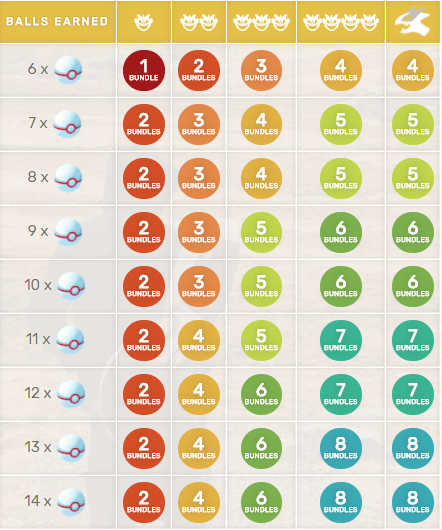 BALLS EARNED
6 x 1 BUNDLE 2 BUNDLES 3 BUNDLES 4 BUNDLES 4 BUNDLES
7 x 2 BUNDLES 3 BUNDLES 4 BUNDLES 5 BUNDLES 5 BUNDLES
8 x 2 BUNDLES 3 BUNDLES 4 BUNDLES 5 BUNDLES 5 BUNDLES
9 x 2 BUNDLES 3 BUNDLES 5 BUNDLES 6 BUNDLES 6 BUNDLES
10 x 2 BUNDLES 3 BUNDLES 5 BUNDLES 6 BUNDLES 6 BUNDLES
11 x 2 BUNDLES 4 BUNDLES 5 BUNDLES 7 BUNDLES 7 BUNDLES
12 x 2 BUNDLES 4 BUNDLES 6 BUNDLES 7 BUNDLES 7 BUNDLES
13 x 2 BUNDLES 4 BUNDLES 6 BUNDLES 8 BUNDLES 8 BUNDLES
14 x 2 BUNDLES 4 BUNDLES 6 BUNDLES 8 BUNDLES 8 BUNDLES